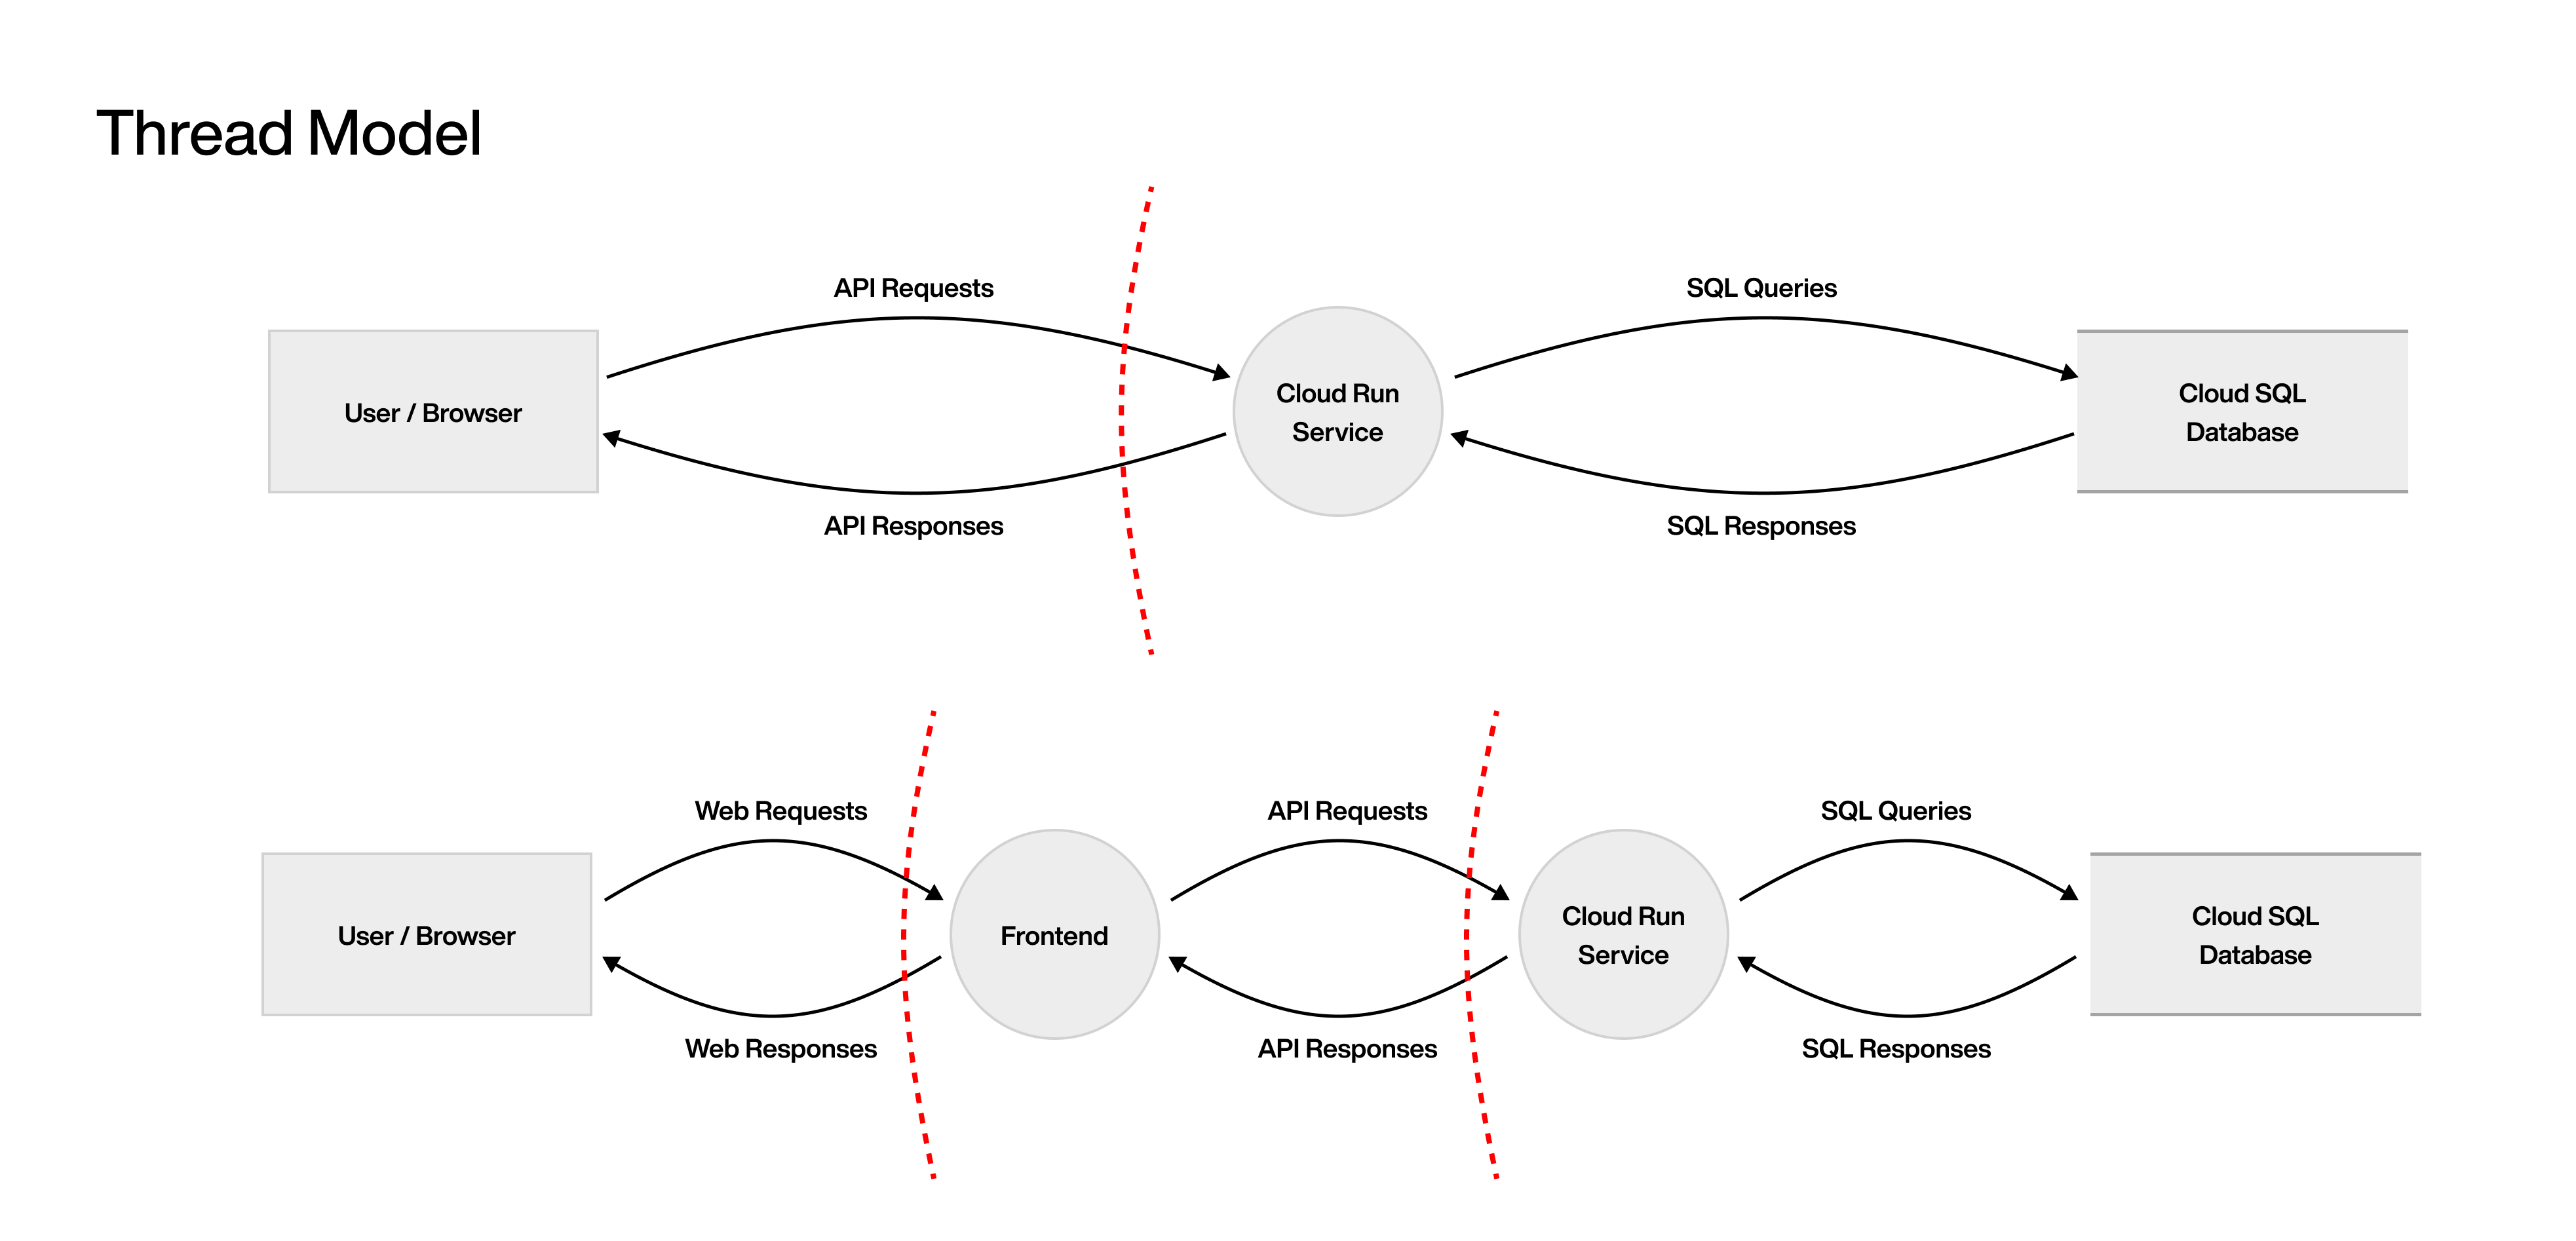 Thread Model
API Requests
SQL Queries
User / Browser
Cloud Run
Service
Cloud SQL
Database
API Responses
SQL Responses
Web Requests
API Requests
SQL Queries
User / Browser
Frontend
Cloud Run
Service
Cloud SQL
Database
Web Responses
API Responses
SQL Responses